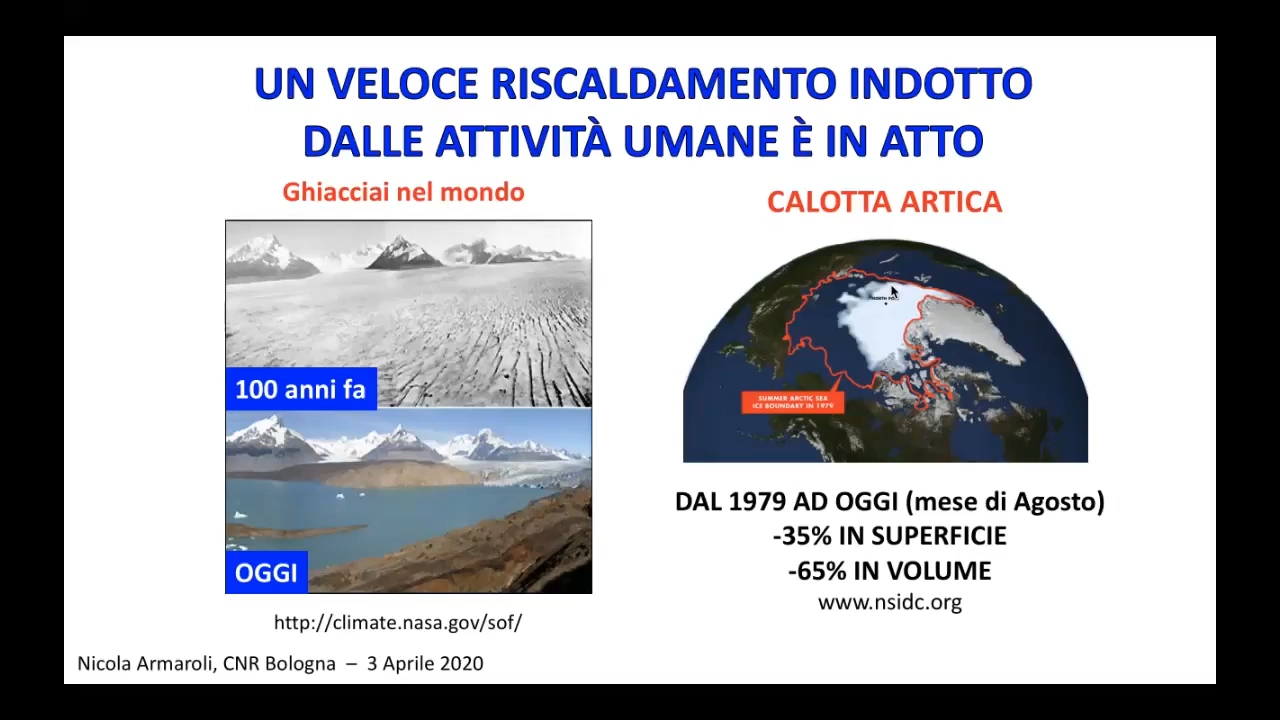 UN VELOCE RISCALDAMENTO INDOTTO
DALLE ATTIVITÀ UMANE È IN ATTO
Ghiacciai nel mondo
100 anni fa
OGGI
http://climate.nasa.gov/sof/
CALOTTA ARTICA
NORTH
SUMMER ARCTIC SEA
ICE BOUNDARY IN 1979
DAL 1979 AD OGGI (mese di Agosto)
-35% IN SUPERFICIE
-65% IN VOLUME
www.nsidc.org
Nicola Armaroli, CNR Bologna – 3 Aprile 2020